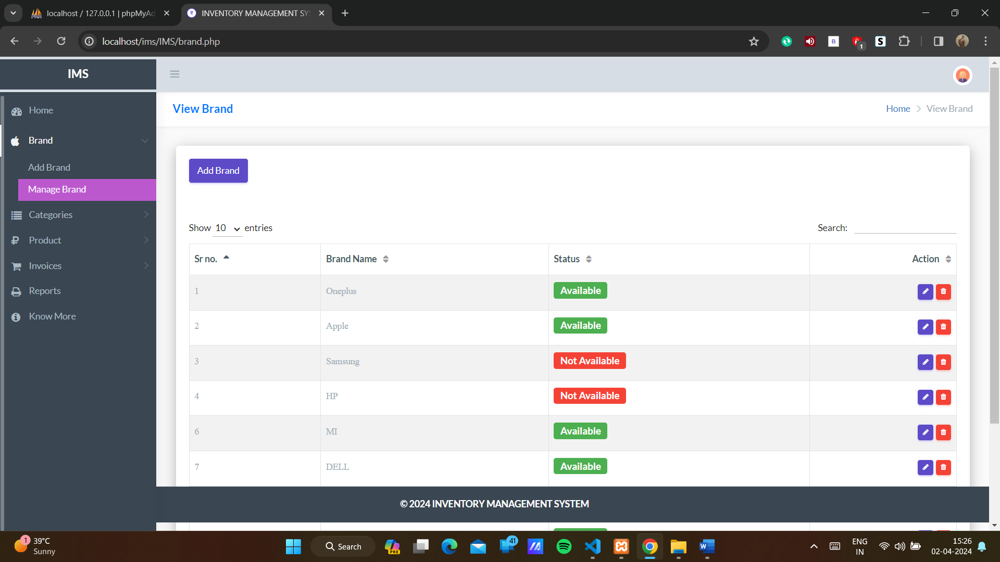 localhost / 127.0.0.1 | phpMyAd
INVENTORY MANAGEMENT SYS
localhost/ims/IMS/brand.php
B
1
S
IMS
Home
Brand
Add Brand
Manage Brand
Categories
Product
Invoices
Reports
Know More
View Brand
Home > View Brand
Add Brand
Show 10 entries
Search:
Sr no. Brand Name Status Action
1 Oneplus Available
2 Apple Available
3 Samsung Not Available
4 HP Not Available
6 MI Available
7 DELL Available
© 2024 INVENTORY MANAGEMENT SYSTEM
1
39°C
Sunny
Search
PRE
41
W
ENG
IN
15:26
02-04-2024